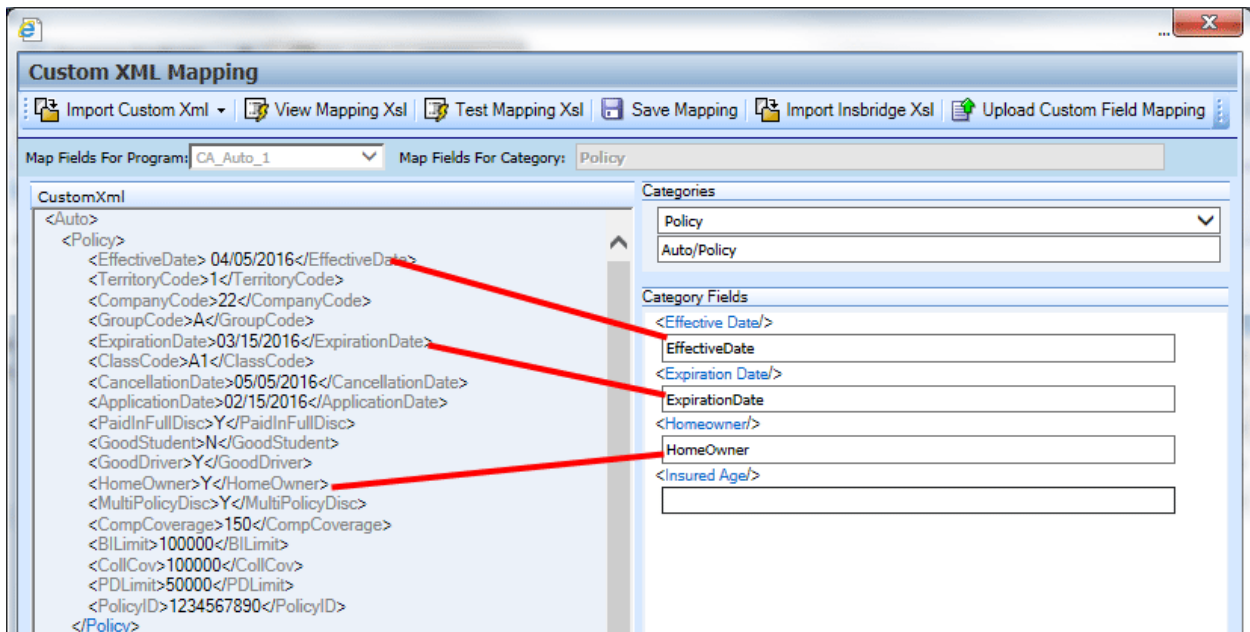 ...
Custom XML Mapping
Import Custom Xml View Mapping Xsl Test Mapping Xsl Save Mapping Import Insbridge Xsl Upload Custom Field Mapping
Map Fields For Program: CA_Auto_1 Map Fields For Category: Policy
CustomXml
<Auto>
<Policy>
<EffectiveDate> 04/05/2016</EffectiveDate>
<TerritoryCode>1</TerritoryCode>
<CompanyCode>22</CompanyCode>
<GroupCode>A</GroupCode>
<ExpirationDate>03/15/2016</ExpirationDate>
<ClassCode>A1</ClassCode>
<CancellationDate>05/05/2016</CancellationDate>
<ApplicationDate>02/15/2016</ApplicationDate>
<PaidInFullDisc>Y</PaidInFullDisc>
<GoodStudent>N</GoodStudent>
<GoodDriver>Y</GoodDriver>
<HomeOwner>Y</HomeOwner>
<MultiPolicyDisc>Y</MultiPolicyDisc>
<CompCoverage>150</CompCoverage>
<BILimit>100000</BILimit>
<CollCov>100000</CollCov>
<PDLimit>50000</PDLimit>
<PolicyID>1234567890</PolicyID>
</Policy>
Categories
Policy
Auto/Policy
Category Fields
<Effective Date/>
EffectiveDate
<Expiration Date/>
ExpirationDate
<Homeowner/>
HomeOwner
<Insured Age/>